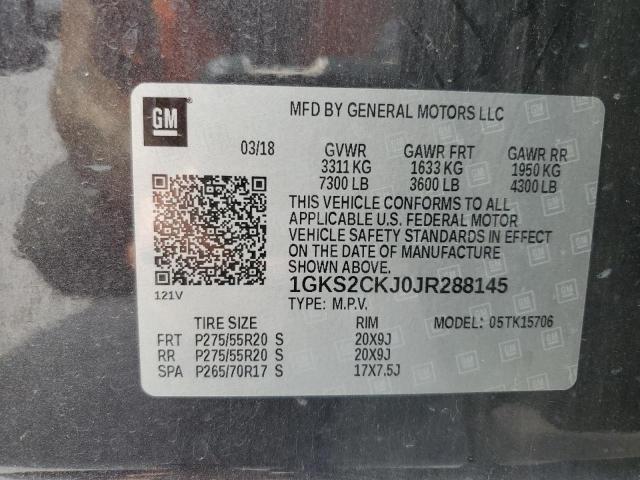 GM
MFD BY GENERAL MOTORS LLC
03/18 GVWR GAWR FRT GAWR RR
3311 KG 1633 KG 1950 KG
7300 LB 3600 LB 4300 LB
THIS VEHICLE CONFORMS TO ALL
APPLICABLE U.S. FEDERAL MOTOR
VEHICLE SAFETY STANDARDS IN EFFECT
ON THE DATE OF MANUFACTURE
SHOWN ABOVE.
1GKS2CKJ0JR288145
121V
TYPE: M.P.V.
TIRE SIZE RIM MODEL: 05TK15706
FRT P275/55R20 S 20X9J
RR P275/55R20 S 20X9J
SPA P265/70R17 S 17X7.5J